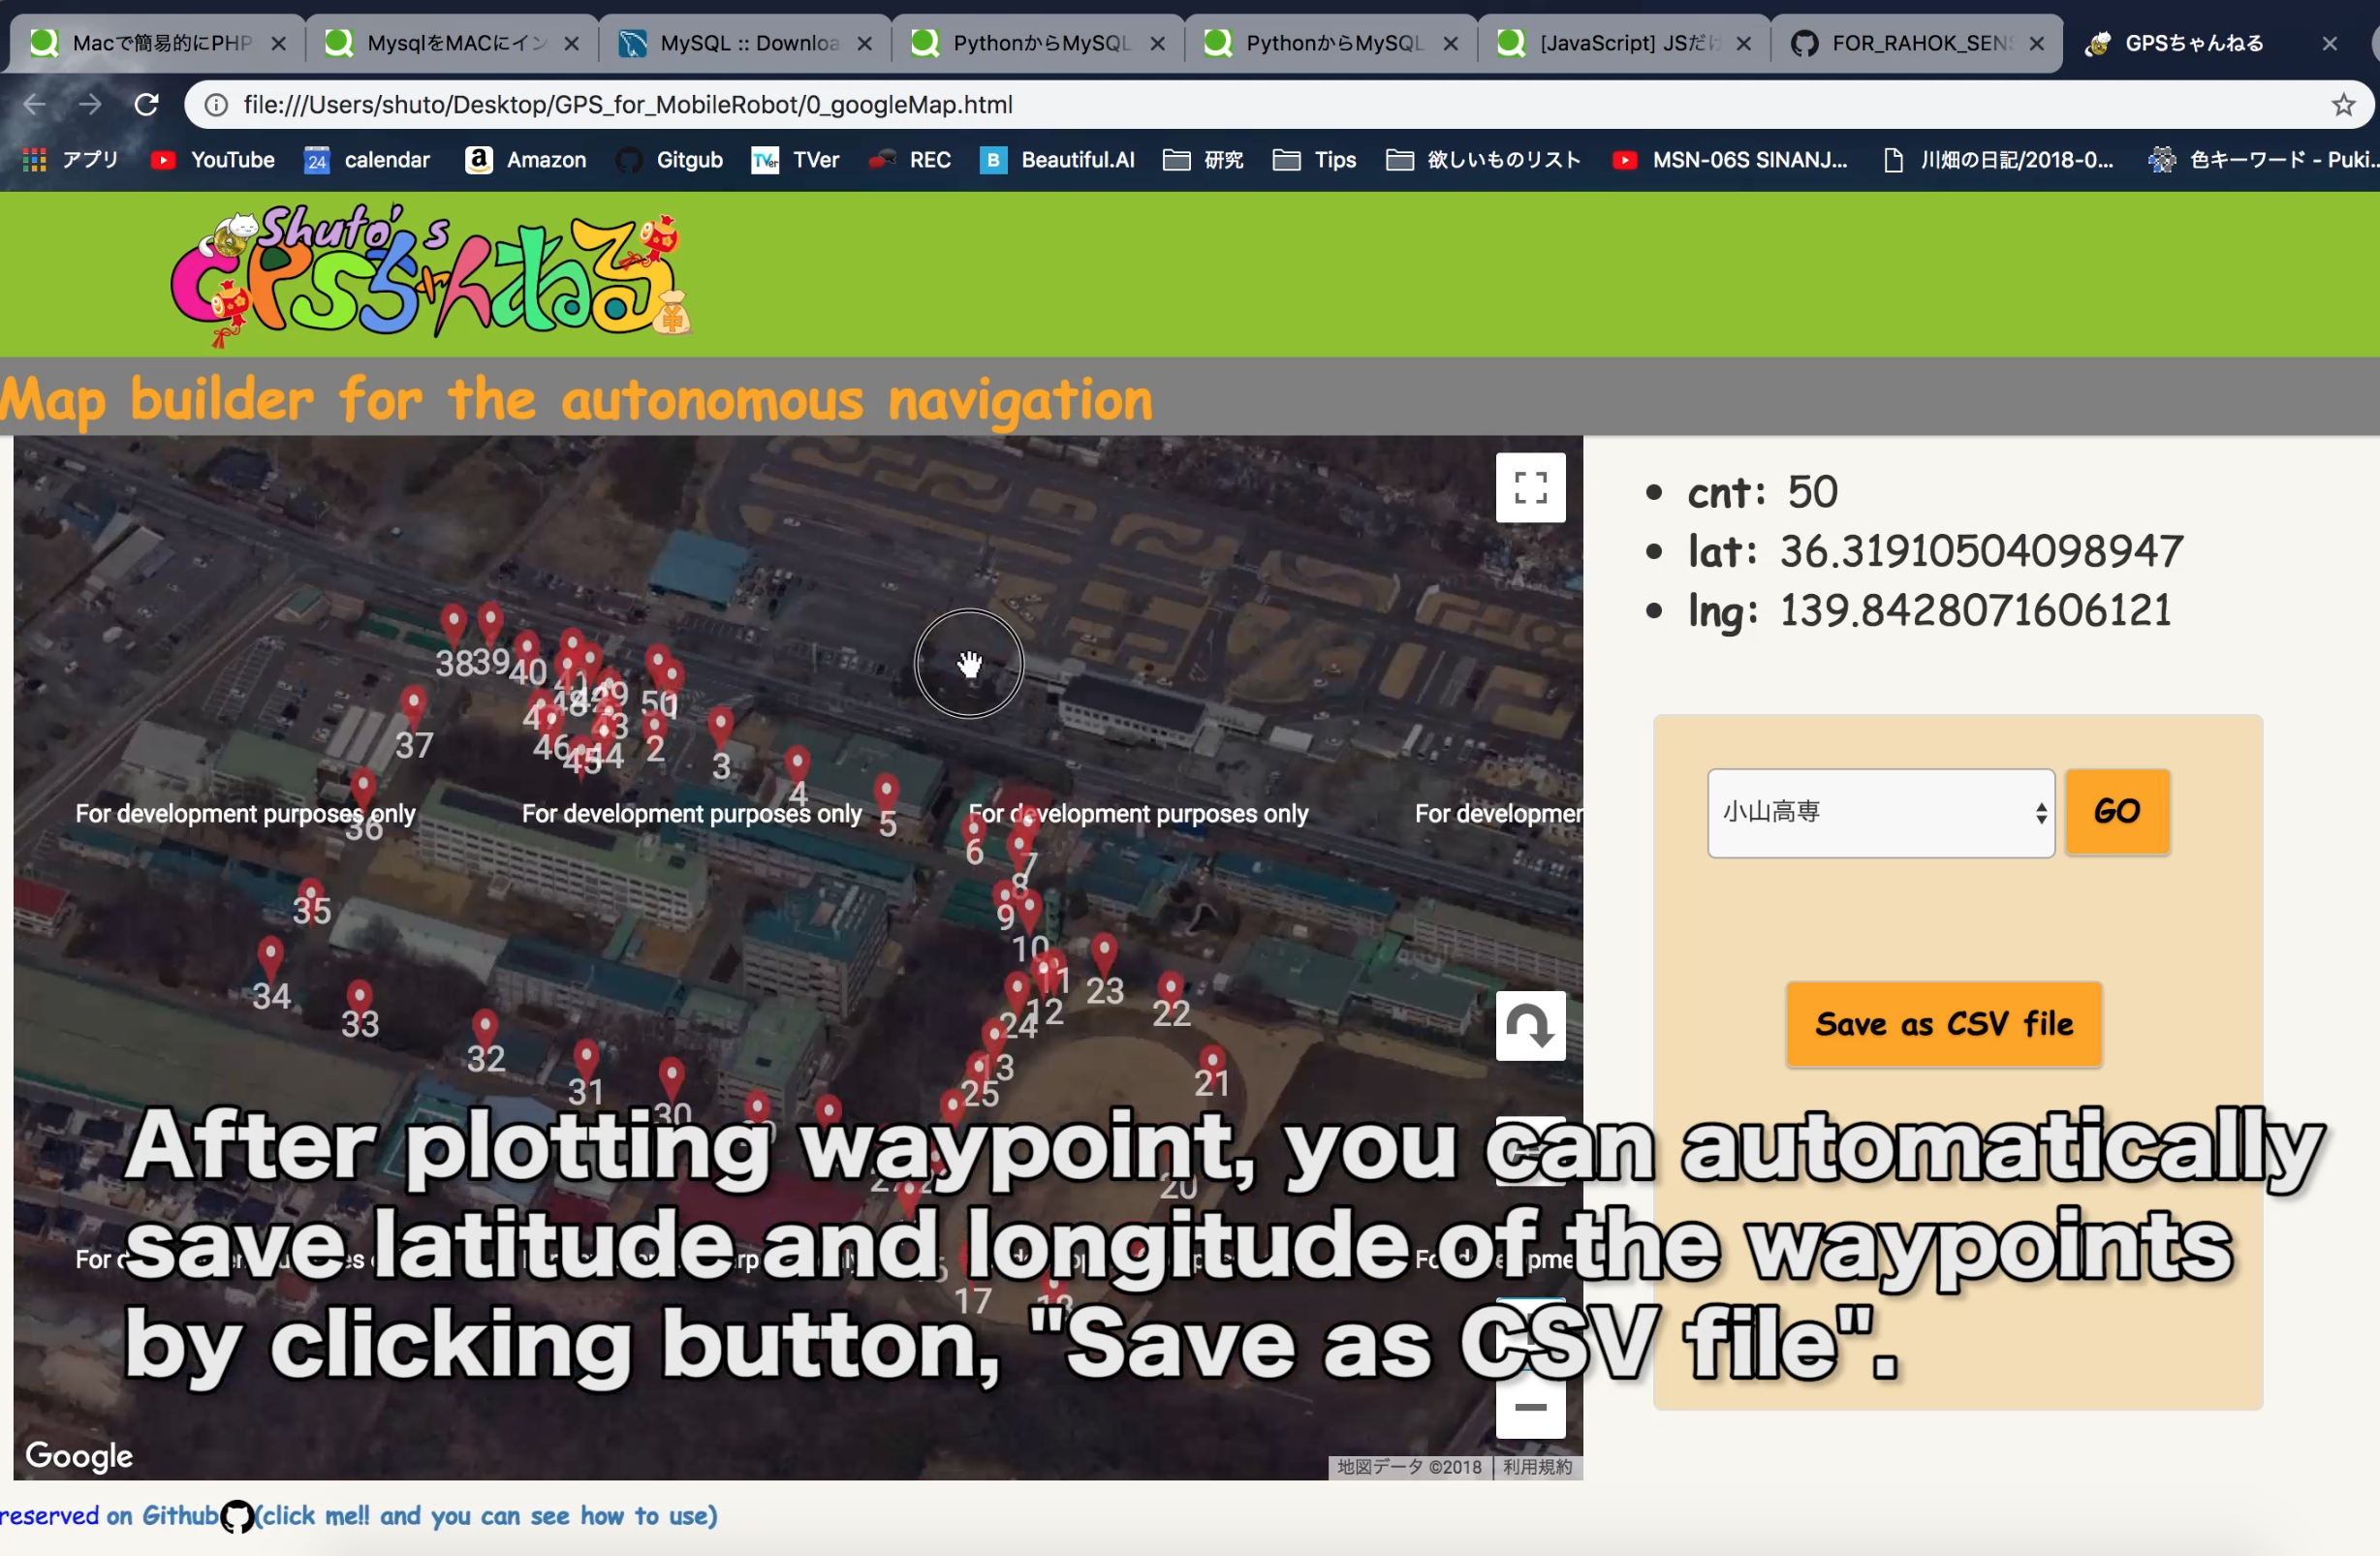 Macで簡易的にPHP
MysqlをMACにイン
MySQL :: Downloa
PythonからMySQL
PythonからMySQL
[JavaScript] JSだけ
FOR_RAHOK_SENS
GPSちゃんねる
file:///Users/shuto/Desktop/GPS_for_MobileRobot/0_googleMap.html
アプリ
YouTube
24
calendar
a
Amazon
Gitgub
TVer
TVer
REC
B
Beautiful.AI
研究
Tips
欲しいものリスト
MSN-06S SINANJ...
川畑の日記/2018-0...
色キーワード - Puki...
Shuto's
GPSちゃんねる
Map builder for the autonomous navigation
cnt: 50
lat: 36.31910504098947
lng: 139.8428071606121
38
39
40
48
50
1
37
46
45
44
2
3
4
5
For development purposes only
For development purposes only
For development purposes only
For developmen
36
6
7
8
35
9
10
34
33
11
23
22
12
24
32
13
31
25
21
30
20
17
18
小山高専
GO
Save as CSV file
After plotting waypoint, you can automatically
save latitude and longitude of the waypoints
by clicking button, "Save as CSV file".
Google
地図データ ©2018
利用規約
reserved on Github(click me!! and you can see how to use)